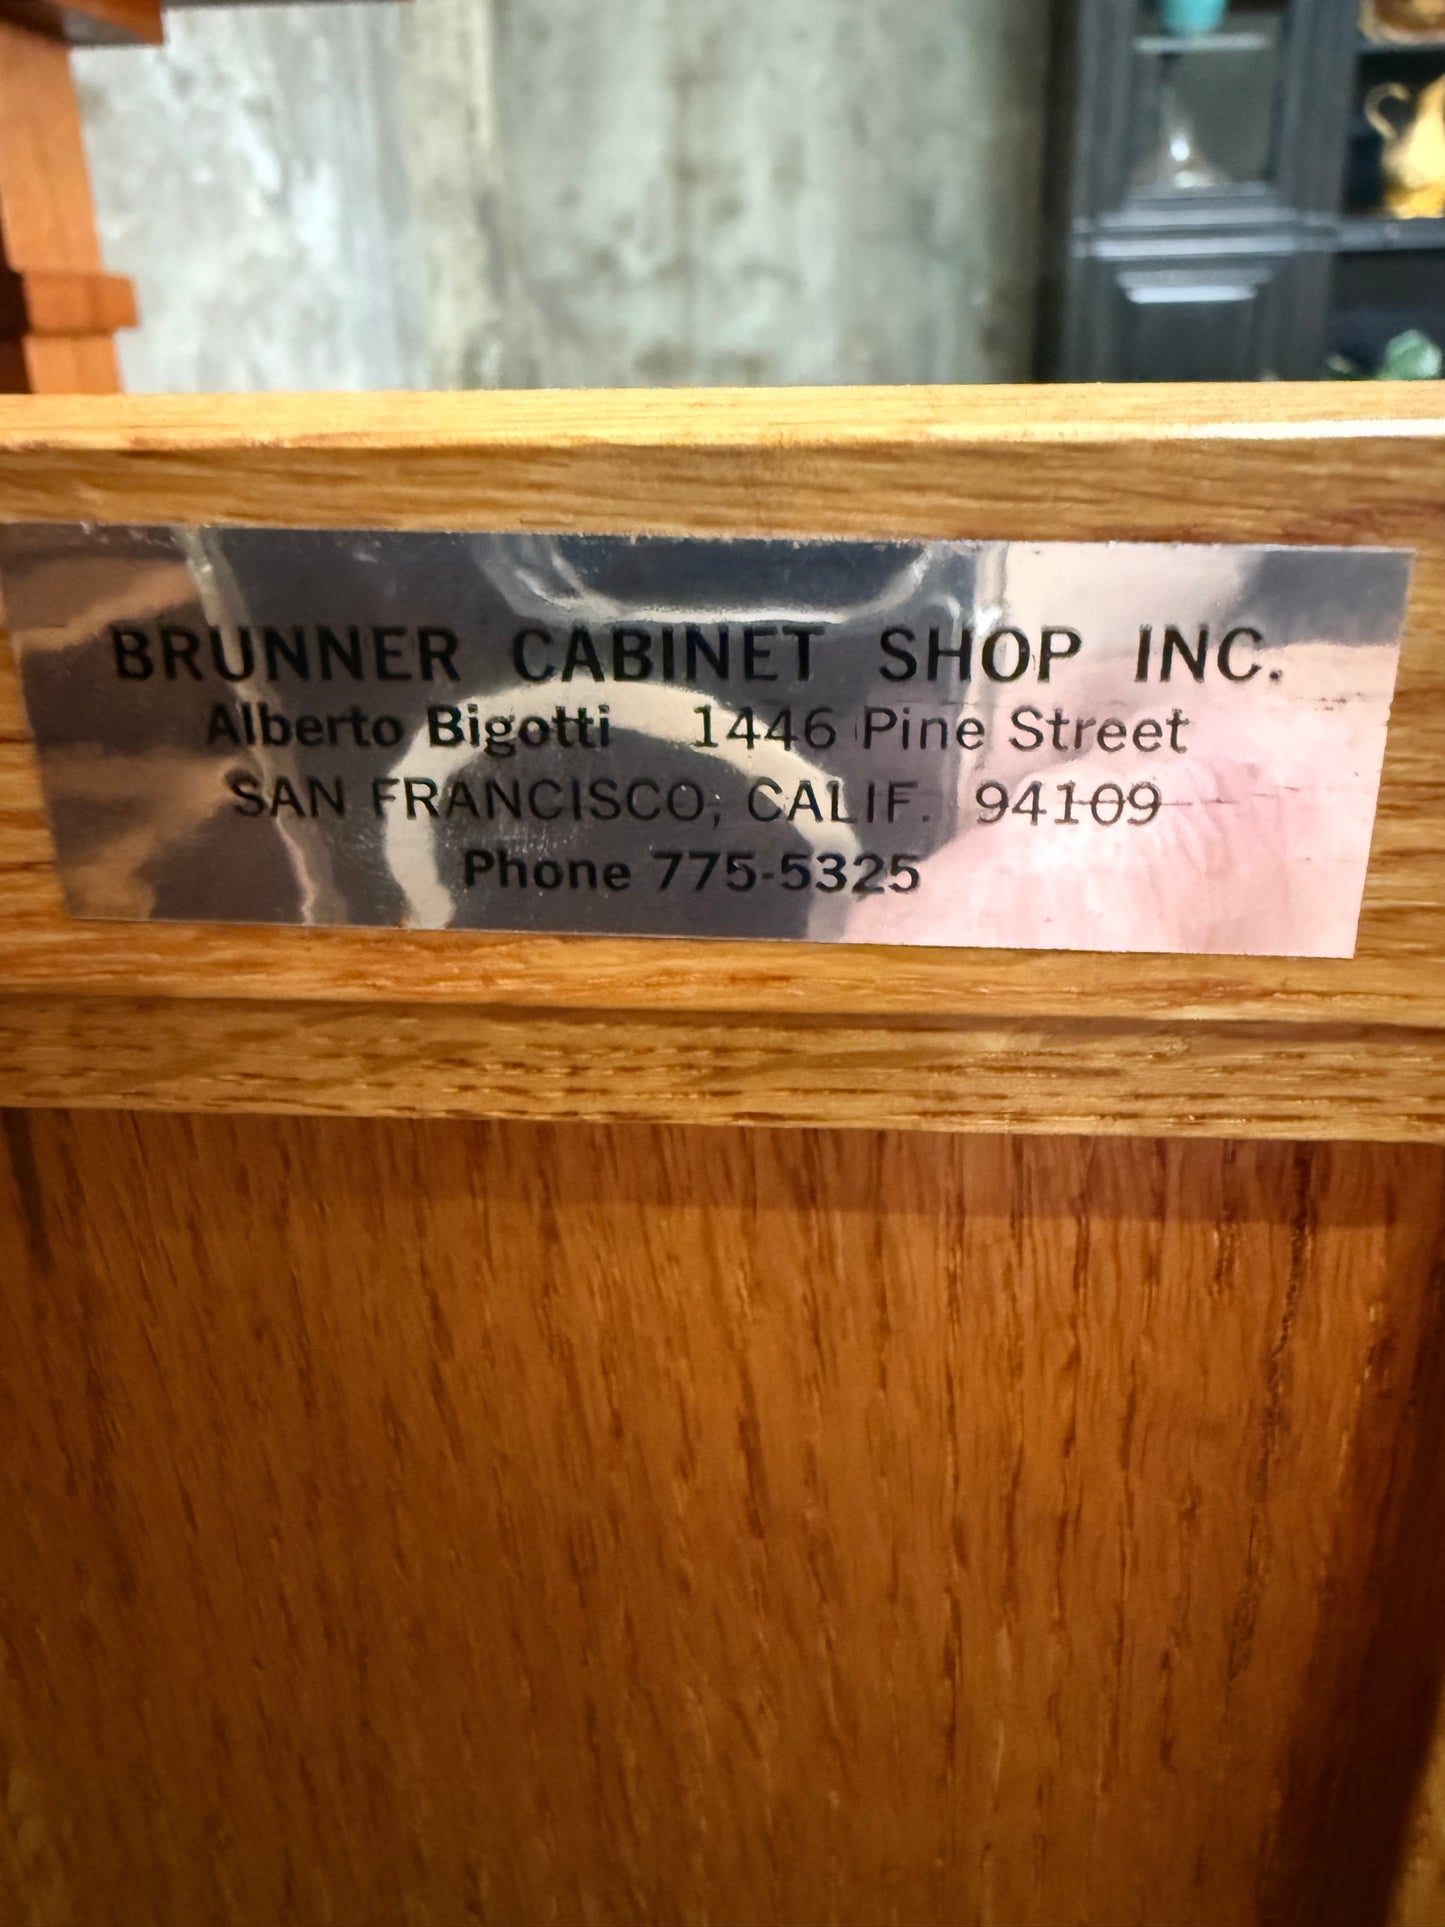 BRUNNER CABINET SHOP INC.
Alberto Bigotti 1446 Pine Street
SAN FRANCISCO, CALIF. 94109
Phone 775-5325